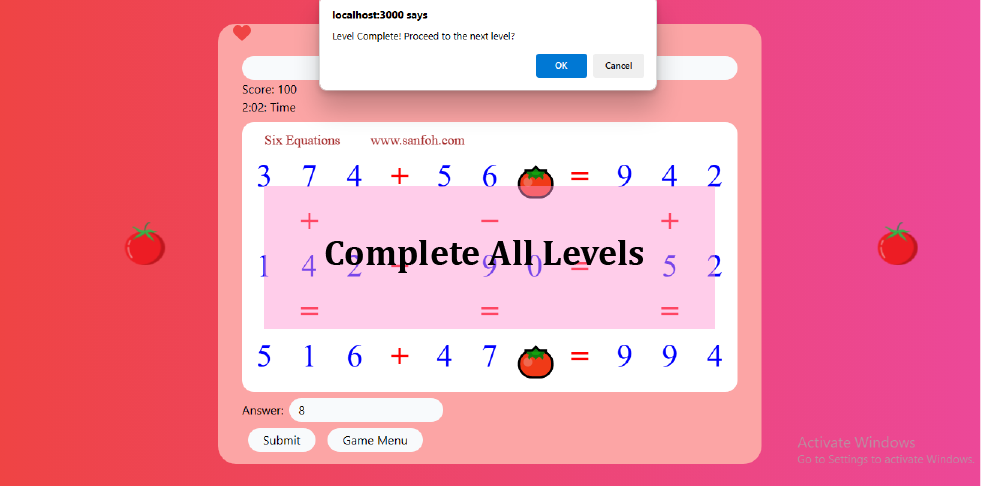 localhost:3000 says
Level Complete! Proceed to the next level?
OK Cancel
Score: 100
2:02: Time
Six Equations www.sanfoh.com
3 7 4 + 5 6 = 9 4 2
+ − +
Complete All Levels
1 4 2 − 9 0 = 5 2
= = =
5 1 6 + 4 7 = 9 9 4
Answer: 8
Submit Game Menu
Activate Windows
Go to Settings to activate Windows.